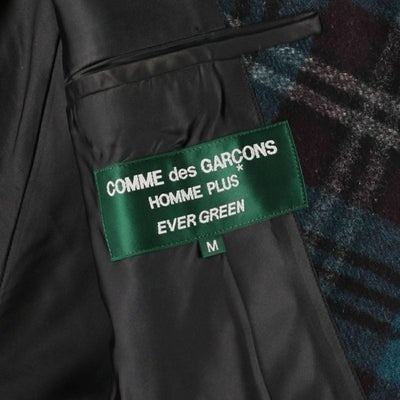 COMME des GARÇONS
HOMME PLUS*
EVER GREEN
M